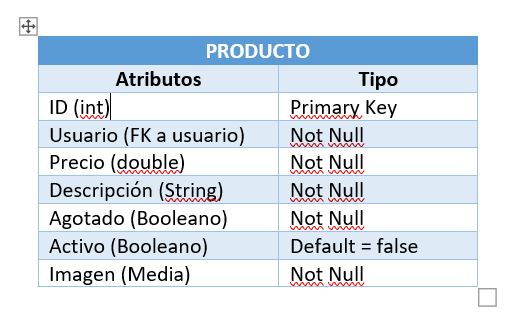 PRODUCTO
Atributos Tipo
ID (int) Primary Key
Usuario (FK a usuario) Not Null
Precio (double) Not Null
Descripción (String) Not Null
Agotado (Booleano) Not Null
Activo (Booleano) Default = false
Imagen (Media) Not Null